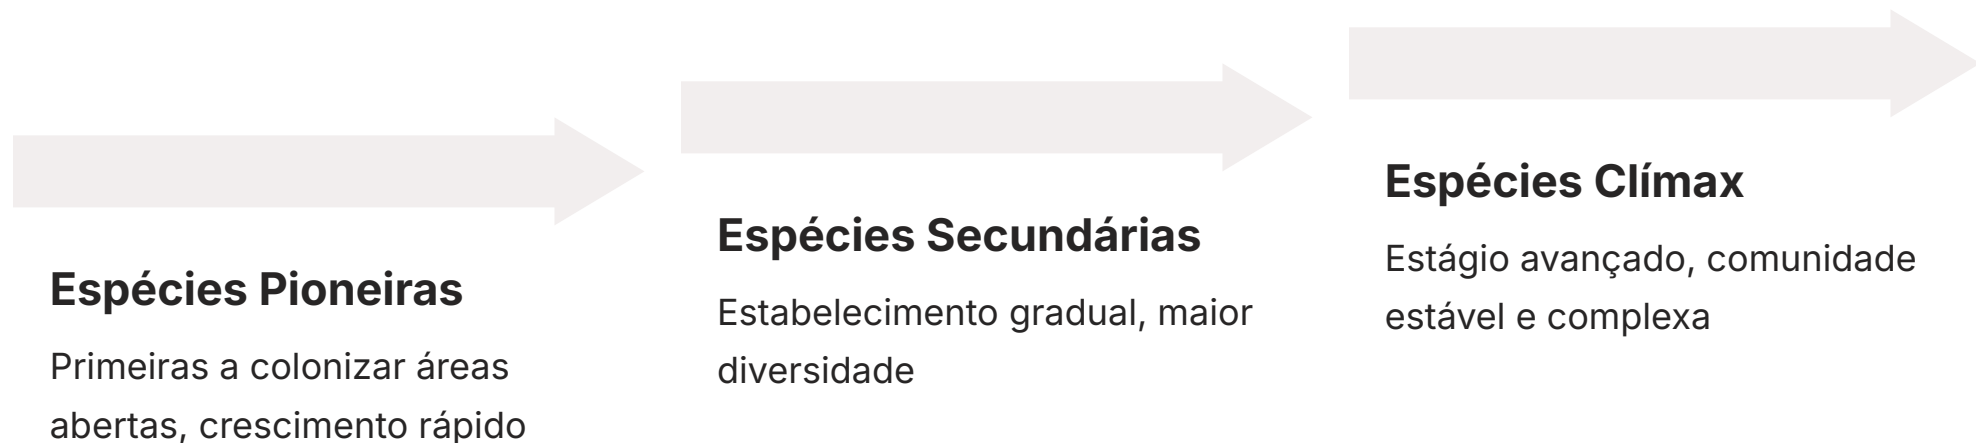 Espécies Pioneiras
Primeiras a colonizar áreas
abertas, crescimento rápido
Espécies Secundárias
Estabelecimento gradual, maior
diversidade
Espécies Clímax
Estágio avançado, comunidade
estável e complexa